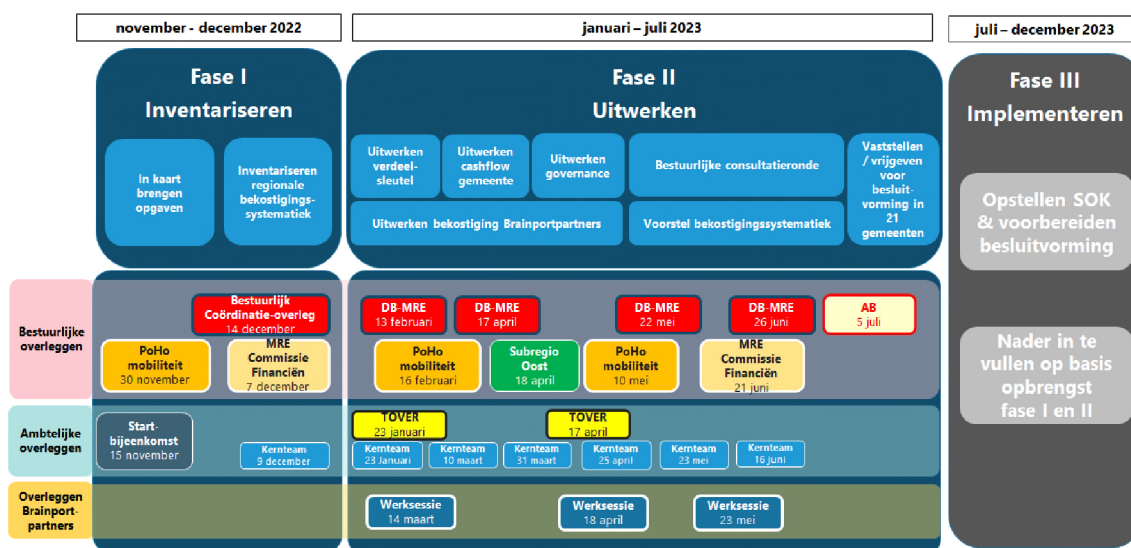 november - december 2022
januari – juli 2023
juli – december 2023
Fase I
Inventariseren
In kaart
brengen
opgaven
Inventariseren
regionale
bekostigings-
systematiek
Fase II
Uitwerken
Uitwerken
verdeel-
sleutel
Uitwerken
cashflow
gemeente
Uitwerken
governance
Bestuurlijke consultatieronde
Vaststellen
/ vrijgeven
voor
besluit-
vorming in
21
gemeenten
Uitwerken bekostiging Brainportpartners
Voorstel bekostigingssystematiek
Fase III
Implementeren
Opstellen SOK
& voorbereiden
besluitvorming
Nader in te
vullen op basis
opbrengst
fase I en II
Bestuurlijke
overleggen
Bestuurlijk
Coördinatie-overleg
14 december
DB-MRE
13 februari
DB-MRE
17 april
DB-MRE
22 mei
DB-MRE
26 juni
AB
5 juli
PoHo
mobiliteit
30 november
MRE
Commissie
Financiën
7 december
PoHo
mobiliteit
16 februari
Subregio
Oost
18 april
PoHo
mobiliteit
10 mei
MRE
Commissie
Financiën
21 juni
Ambtelijke
overleggen
Start-
bijeenkomst
15 november
Kernteam
9 december
TOVER
23 januari
TOVER
17 april
Kernteam
23 Januari
Kernteam
10 maart
Kernteam
31 maart
Kernteam
25 april
Kernteam
23 mei
Kernteam
16 juni
Overleggen
Brainport-
partners
Werksessie
14 maart
Werksessie
18 april
Werksessie
23 mei